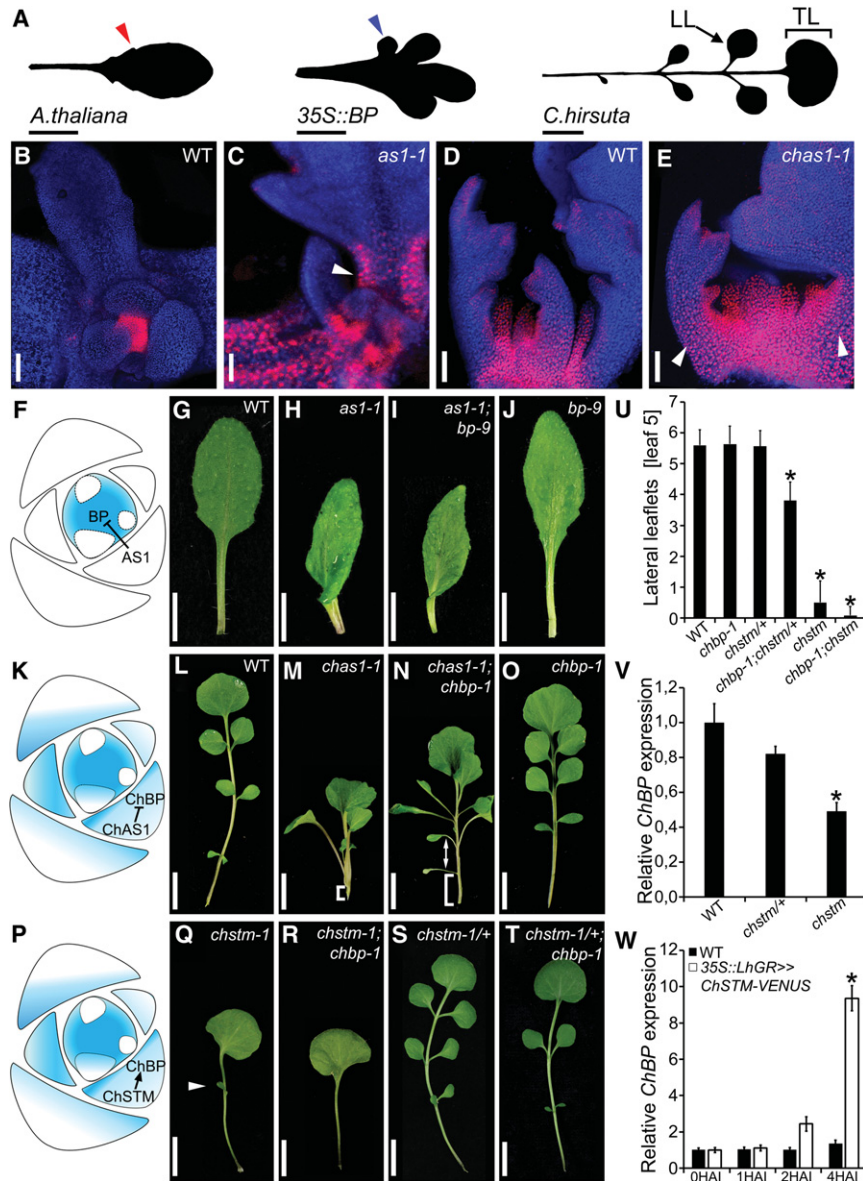 A
A.thaliana
35S::BP
C.hirsuta
LL
TL
B
WT
C
as1-1
D
WT
E
chas1-1
F
BP
AS1
G
WT
H
as1-1
I
as1-1;
bp-9
J
bp-9
U
Lateral leaflets [leaf 5]
7
6
5
4
3
2
1
0
*
*
*
WT
chbp-1
chstm/+
chbp-1;chstm/+
chstm
chbp-1;chstm
K
ChBP
ChAS1
L
WT
M
chas1-1
N
chas1-1;
chbp-1
O
chbp-1
V
Relative ChBP expression
1,2
1,0
0,8
0,6
0,4
0,2
0,0
*
WT
chstm/+
chstm
P
ChBP
ChSTM
Q
chstm-1
R
chstm-1;
chbp-1
S
chstm-1/+
T
chstm-1/+;
chbp-1
W
WT
35S::LhGR>>
ChSTM-VENUS
Relative ChBP expression
12
10
8
6
4
2
0
*
0HAI
1HAI
2HAI
4HAI